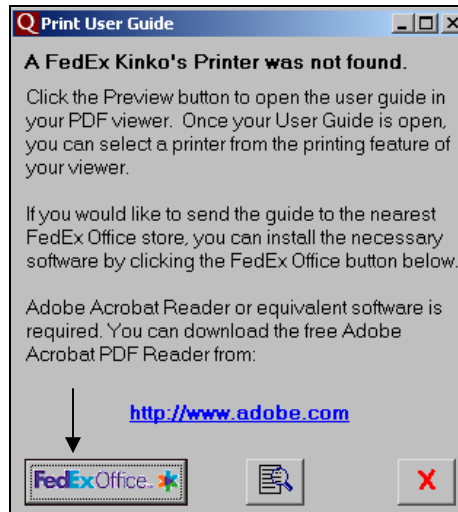 Q Print User Guide
A FedEx Kinko's Printer was not found.
Click the Preview button to open the user guide in
your PDF viewer.  Once your User Guide is open,
you can select a printer from the printing feature of
your viewer.
If you would like to send the guide to the nearest
FedEx Office store, you can install the necessary
software by clicking the FedEx Office button below.
Adobe Acrobat Reader or equivalent software is
required. You can download the free Adobe
Acrobat PDF Reader from:
http://www.adobe.com
FedExOffice.
X